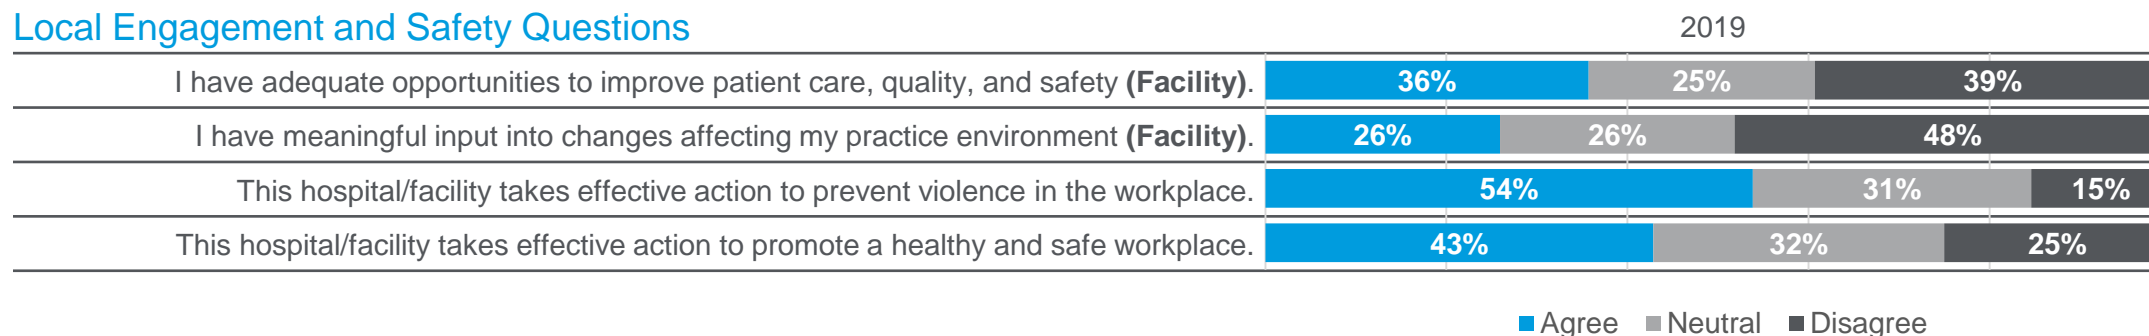 Local Engagement and Safety Questions 2019
I have adequate opportunities to improve patient care, quality, and safety (Facility). 36% 25% 39%
I have meaningful input into changes affecting my practice environment (Facility). 26% 26% 48%
This hospital/facility takes effective action to prevent violence in the workplace. 54% 31% 15%
This hospital/facility takes effective action to promote a healthy and safe workplace. 43% 32% 25%
Agree Neutral Disagree